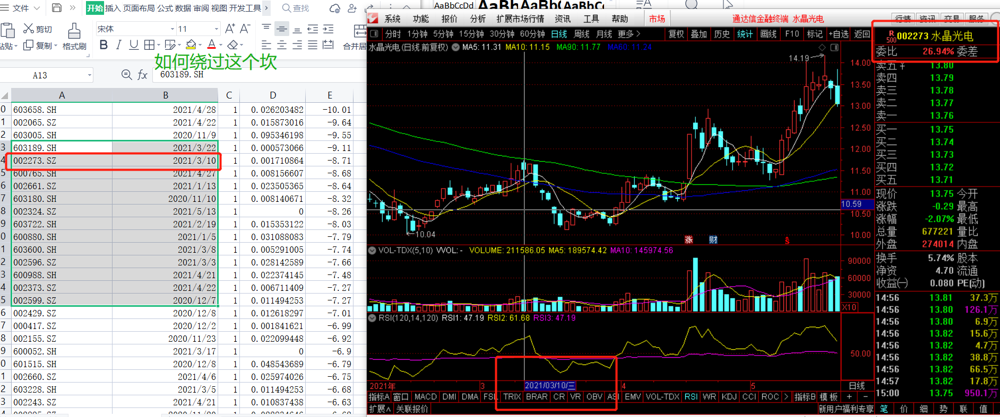 文件
开始 插入 页面布局 公式 数据 审阅 视图 开发工具
查找
AaBbCcDd
剪切
复制
格式刷
粘贴
宋体 11
合并居
如何绕过这个坎
A13 fx 603189.SH
A B C D E
0 603658.SH 2021/4/28 1 0.026203482 -10.01
1 002065.SZ 2021/4/22 1 0.015873016 -9.64
2 603005.SH 2020/11/9 1 0.095346198 -9.55
3 603189.SH 2021/3/22 1 0.000573066 -9.11
4 002273.SZ 2021/3/10 1 0.001710864 -8.71
5 600765.SH 2021/4/27 1 0.008156607 -8.68
6 002661.SZ 2021/1/13 1 0.023505365 -8.64
7 603180.SH 2020/11/10 1 0.008140671 -8.32
8 002324.SZ 2021/5/13 1 0 -8.26
9 603722.SH 2021/2/19 1 0.015353122 -8.03
0 600880.SH 2021/1/5 1 0.031088083 -7.79
1 603600.SH 2021/3/8 1 0.005291005 -7.74
2 002596.SZ 2021/3/3 1 0.028142589 -7.66
3 600988.SH 2021/4/21 1 0.022374145 -7.48
4 002373.SZ 2021/4/22 1 0.006711409 -7.27
5 002599.SZ 2020/12/7 1 0.011494253 -7.27
6 002429.SZ 2020/12/8 1 0.012618297 -7.01
7 000417.SZ 2020/12/2 1 0.001841621 -6.99
8 002155.SZ 2020/11/23 1 0.022099448 -6.92
9 600052.SH 2021/3/17 1 0 -6.9
0 601515.SH 2020/12/8 1 0.048543689 -6.79
1 002660.SZ 2021/4/6 1 0.025974026 -6.75
2 603228.SH 2021/3/5 1 0.011494253 -6.68
3 002243.SZ 2021/4/21 1 0.010837438 -6.63
系统 功能 报价 分析 扩展市场行情 资讯 工具 帮助 市场 通达信金融终端 水晶光电 行情 资讯 交易 服务
分时 1分钟 5分钟 15分钟 30分钟 60分钟 日线 周线 月线 更多 复权 叠加 历史 统计 画线 F10 标记 +自选 返回
水晶光电(日线.前复权) MA5: 11.31 MA10: 11.15 MA90: 11.77 MA60: 11.24
14.19
14.00
13.50
13.00
12.50
12.00
11.50
11.00
10.59
10.50
10.00
10.04
涨 财
VOL-TDX(5,10) VVOL: - VOLUME: 211586.05 MA5: 189574.42 MA10: 145974.56
90000
60000
30000
X10
RSI(120,14,120) RSI1: 47.19 RSI2: 61.68 RSI3: 47.19
50.00
2021年 3 2021/03/10/三 4 5 日线
指标A 窗口 MACD DMI DMA FSL TRIX BRAR CR VR OBV ASI EMV VOL-TDX RSI WR KDJ CCI ROC > 指标B 模板 + -
扩展∧ 关联报价 新用户福利专享
R
500 002273 水晶光电
委比 26.94% 委差
卖五 13.80
卖四 13.79
卖三 13.78
卖二 13.77
卖一 13.76
买一 13.75
买二 13.74
买三 13.73
买四 13.72
买五 13.71
现价 13.75 今开
涨跌 -0.29 最高
涨幅 -2.07% 最低
总量 677221 量比
外盘 274014 内盘
换手 5.74% 股本
净资 4.70 流通
收益(一) 0.080 PE(动)
14:56 13.81 37.3万
14:56 13.80 126.1万
14:56 13.80 6.9万
14:56 13.82 15.6万
14:56 13.82 4.7万
14:56 13.82 38.8万
14:56 13.82 66.5万
14:57 13.82 17.8万
15:00 13.75 950.1万
笔 价 细 势 联 值